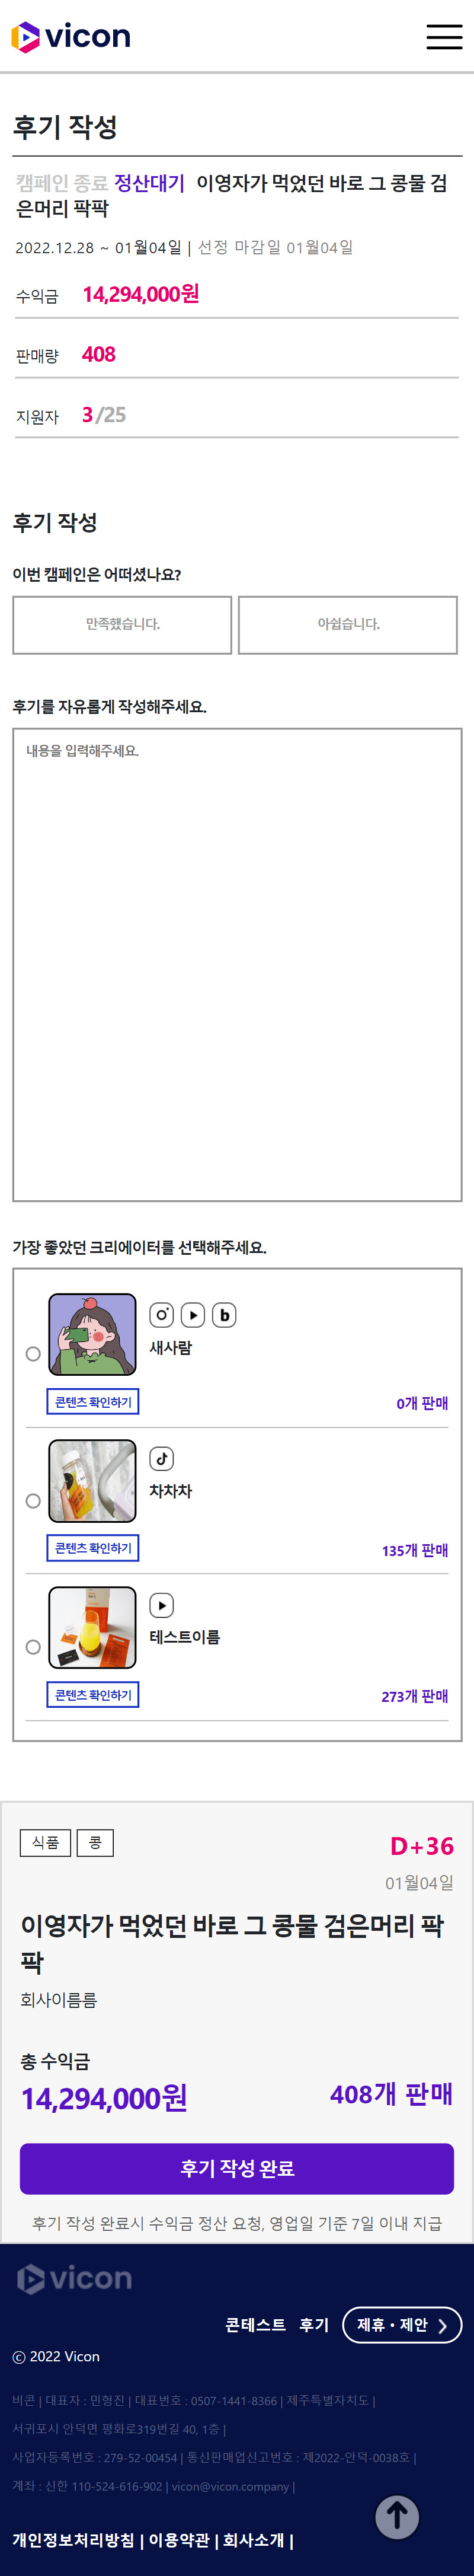 vicon
후기 작성
캠페인 종료 정산대기 이영자가 먹었던 바로 그 콩물 검
은머리 팍팍
2022.12.28 ~ 01월04일 | 선정 마감일 01월04일
수익금 14,294,000원
판매량 408
지원자 3/25
후기 작성
이번 캠페인은 어떠셨나요?
만족했습니다. 아쉽습니다.
후기를 자유롭게 작성해주세요.
내용을 입력해주세요.
가장 좋았던 크리에이터를 선택해주세요.
새사람
콘텐츠 확인하기 0개 판매
차차차
콘텐츠 확인하기 135개 판매
테스트이름
콘텐츠 확인하기 273개 판매
식품 콩 D+36
01월04일
이영자가 먹었던 바로 그 콩물 검은머리 팍
팍
회사이름름
총 수익금
14,294,000원 408개 판매
후기 작성 완료
후기 작성 완료시 수익금 정산 요청, 영업일 기준 7일 이내 지급
vicon
콘테스트 후기 제휴 • 제안
ⓒ 2022 Vicon
비콘 | 대표자 : 민형진 | 대표번호 : 0507-1441-8366 | 제주특별자치도 |
서귀포시 안덕면 평화로319번길 40, 1층 |
사업자등록번호 : 279-52-00454 | 통신판매업신고번호 : 제2022-안덕-0038호 |
계좌 : 신한 110-524-616-902 | vicon@vicon.company |
개인정보처리방침 | 이용약관 | 회사소개 |